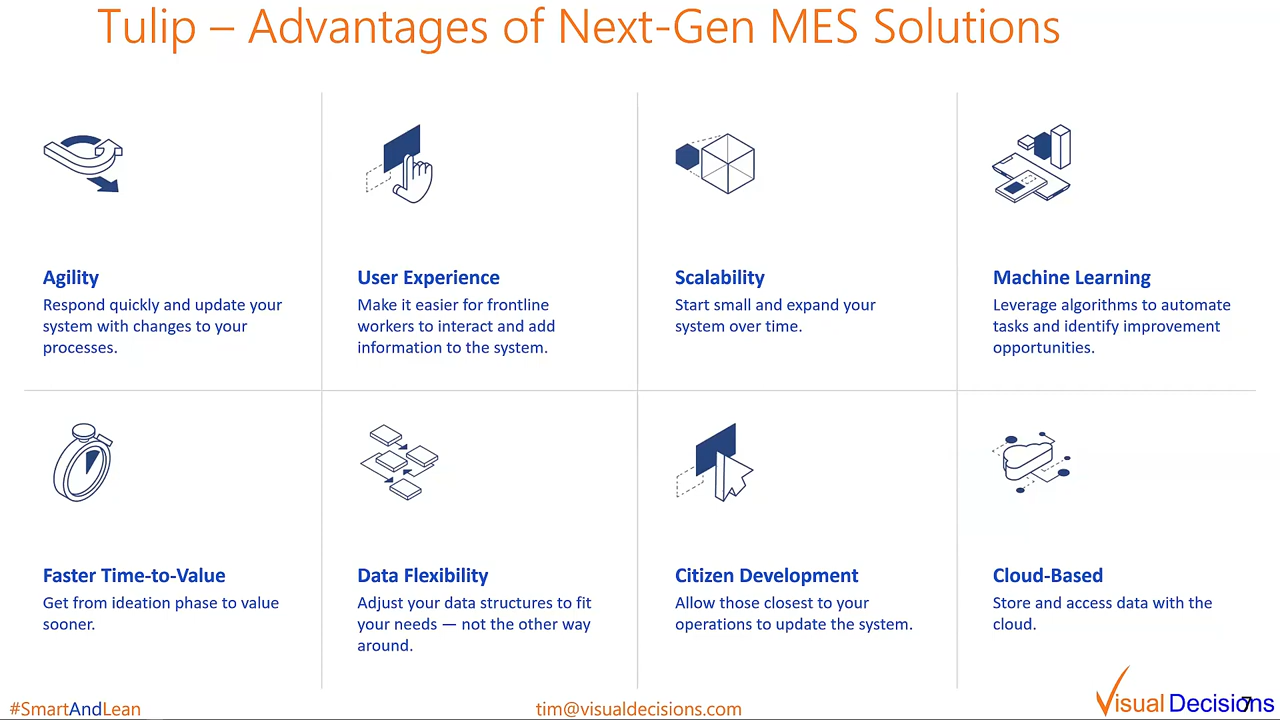 Tulip – Advantages of Next-Gen MES Solutions
Agility
Respond quickly and update your
system with changes to your
processes.
User Experience
Make it easier for frontline
workers to interact and add
information to the system.
Scalability
Start small and expand your
system over time.
Machine Learning
Leverage algorithms to automate
tasks and identify improvement
opportunities.
Faster Time-to-Value
Get from ideation phase to value
sooner.
Data Flexibility
Adjust your data structures to fit
your needs — not the other way
around.
Citizen Development
Allow those closest to your
operations to update the system.
Cloud-Based
Store and access data with the
cloud.
#SmartAndLean
tim@visualdecisions.com
Visual Decisions
7